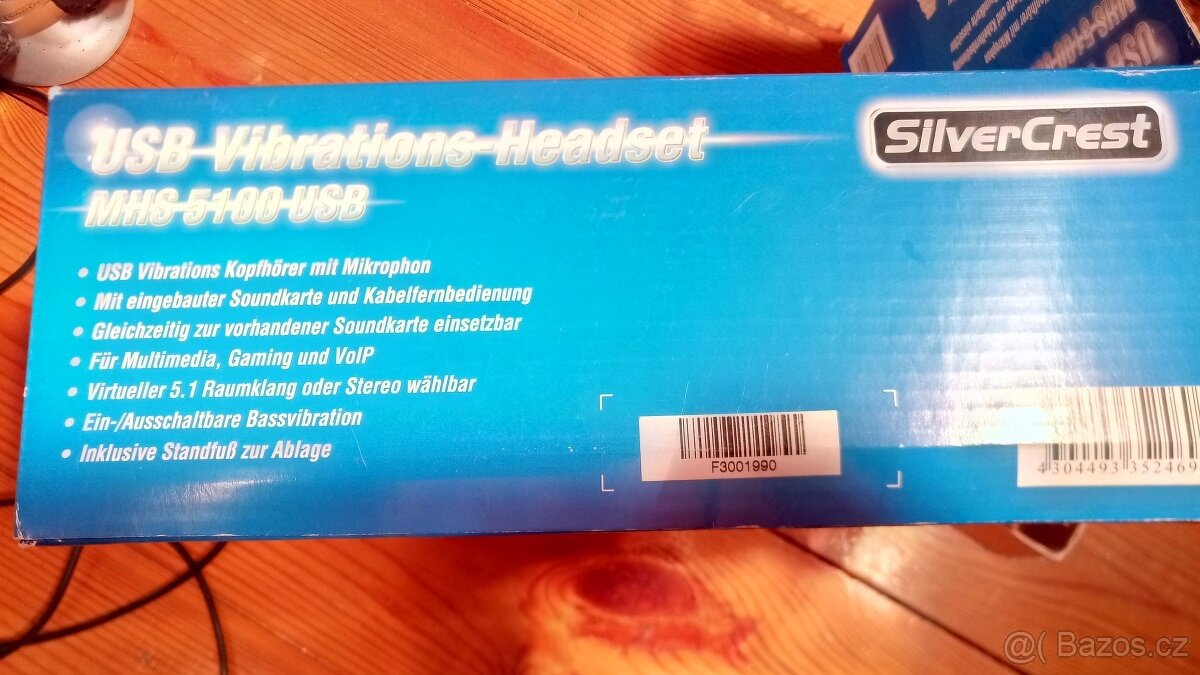 USB Vibrations-Headset
MHS 5100 USB
SilverCrest
• USB Vibrations Kopfhörer mit Mikrophon
• Mit eingebauter Soundkarte und Kabelfernbedienung
• Gleichzeitig zur vorhandener Soundkarte einsetzbar
• Für Multimedia, Gaming und VoIP
• Virtueller 5.1 Raumklang oder Stereo wählbar
• Ein-/Ausschaltbare Bassvibration
• Inklusive Standfuß zur Ablage
F3001990
4 304493 352469
@( Bazos.cz